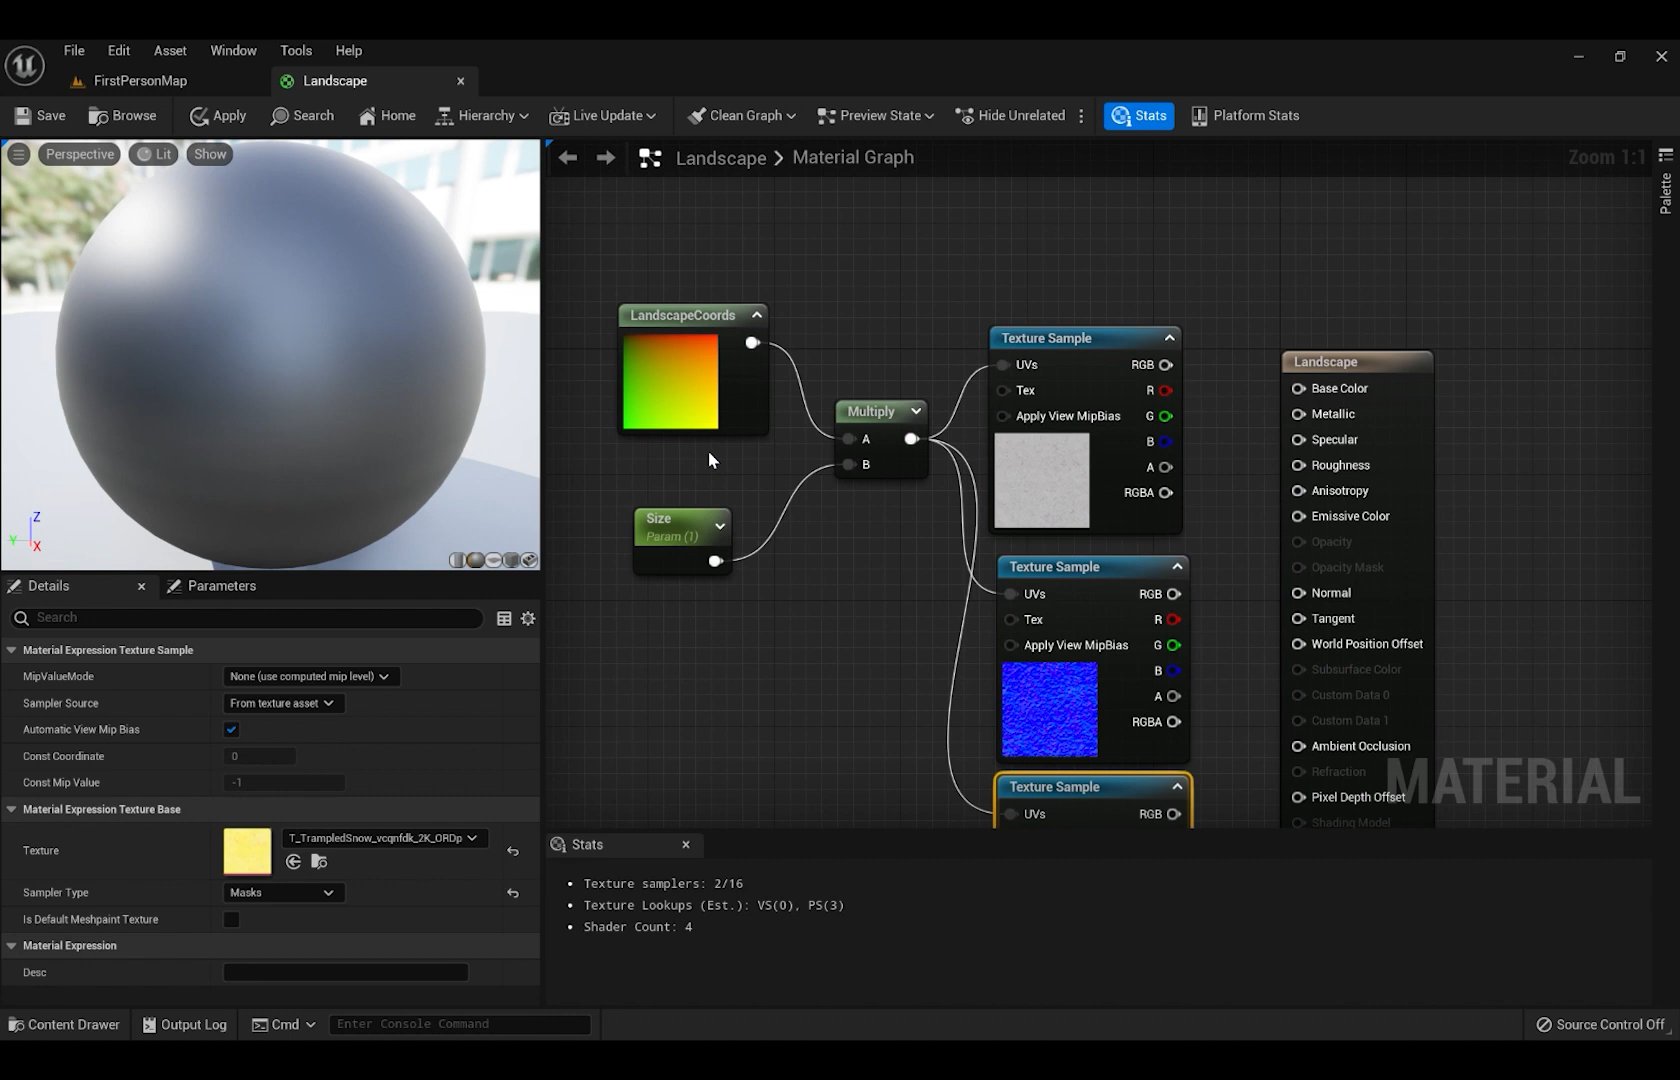 File Edit Asset Window Tools Help
FirstPersonMap Landscape
Save Browse Apply Search Home Hierarchy Live Update Clean Graph Preview State Hide Unrelated Stats Platform Stats
Perspective Lit Show
Landscape Material Graph Zoom 1:1
Palette
LandscapeCoords
Multiply
A
B
Size
Param (1)
Texture Sample
UVs RGB
Tex R
Apply View MipBias G
B
A
RGBA
Texture Sample
UVs RGB
Tex R
Apply View MipBias G
B
A
RGBA
Texture Sample
UVs RGB
Landscape
Base Color
Metallic
Specular
Roughness
Anisotropy
Emissive Color
Opacity
Opacity Mask
Normal
Tangent
World Position Offset
Subsurface Color
Custom Data 0
Custom Data 1
Ambient Occlusion
Refraction
Pixel Depth Offset
Shading Model
MATERIAL
Z
Y
X
Details Parameters
Search
Material Expression Texture Sample
MipValueMode None (use computed mip level)
Sampler Source From texture asset
Automatic View Mip Bias
Const Coordinate 0
Const Mip Value -1
Material Expression Texture Base
Texture T_TrampledSnow_vcqnfdk_2K_ORDp
Sampler Type Masks
Is Default Meshpaint Texture
Material Expression
Desc
Stats
Texture samplers: 2/16
Texture Lookups (Est.): VS(0), PS(3)
Shader Count: 4
Content Drawer Output Log Cmd Enter Console Command Source Control Off